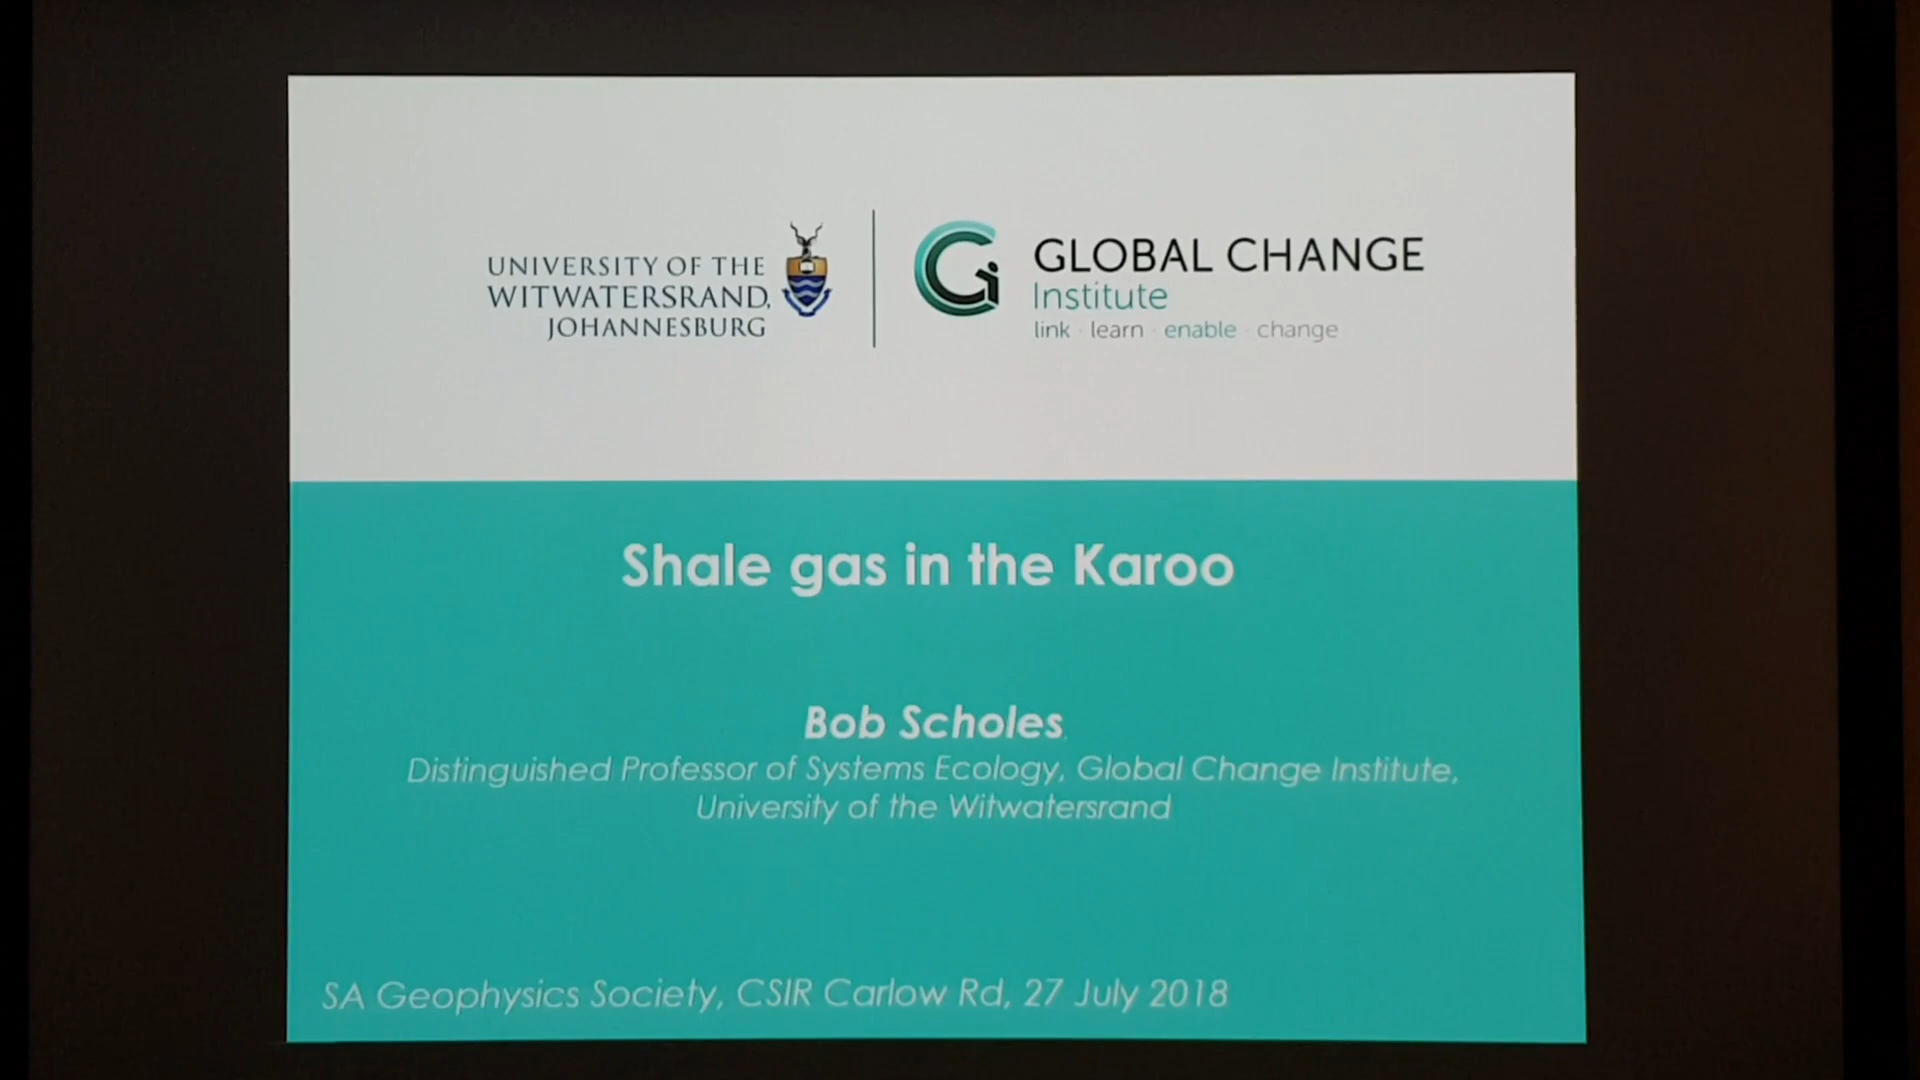 UNIVERSITY OF THE
WITWATERSRAND,
JOHANNESBURG
GLOBAL CHANGE
Institute
link · learn · enable · change
Shale gas in the Karoo
Bob Scholes
Distinguished Professor of Systems Ecology, Global Change Institute,
University of the Witwatersrand
SA Geophysics Society, CSIR Carlow Rd, 27 July 2018